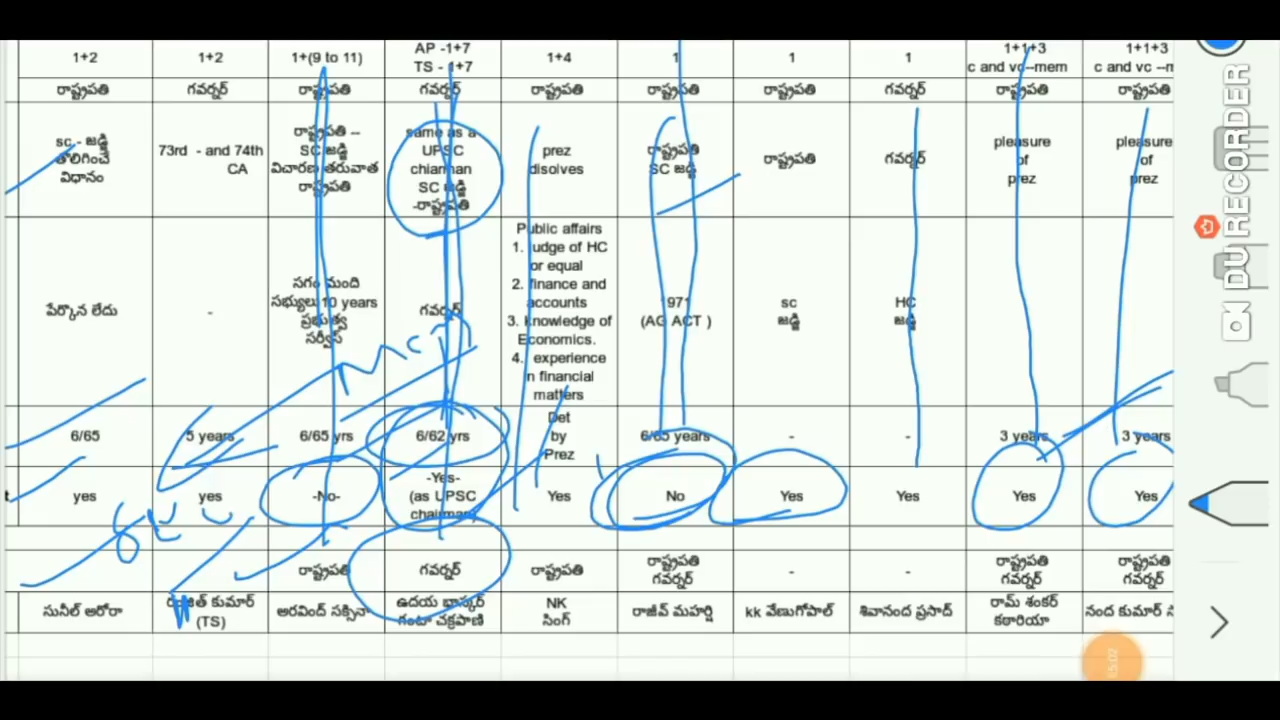 1+2
1+2
1+(9 to 11)
AP -1+7
TS - 1+7
1+4
1
1
1
1+1+3
c and vc--mem
1+1+3
c and vc --m
రాష్ట్రపతి
గవర్నర్
రాష్ట్రపతి
గవర్నర్
రాష్ట్రపతి
రాష్ట్రపతి
రాష్ట్రపతి
గవర్నర్
రాష్ట్రపతి
రాష్ట్రపతి
sc - జడ్జి
తొలిగించే
విధానం
73rd - and 74th
CA
రాష్ట్రపతి --
SC జడ్జి
విచారణ తరువాత
రాష్ట్రపతి
same as a
UPSC
chiarman
SC జడ్జి
-రాష్ట్రపతి
prez
disolves
రాష్ట్రపతి
SC జడ్జి
రాష్ట్రపతి
గవర్నర్
pleasure
of
prez
pleasure
of
prez
పేర్కొన లేదు
-
సగం మంది
సభ్యులు 10 years
ప్రభుత్వ
సర్వీస్
గవర్నర్
Public affairs
1. judge of HC
or equal
2. finance and
accounts
3. knowledge of
Economics.
4. experience
in financial
matters
1971
(AG ACT )
sc
జడ్జి
HC
జడ్జి
6/65
5 years
6/65 yrs
6/62 yrs
Det
by
Prez
6/65 years
-
-
3 years
3 years
t.
yes
yes
-No-
-Yes-
(as UPSC
chairman)
Yes
No
Yes
Yes
Yes
Yes
రాష్ట్రపతి
గవర్నర్
రాష్ట్రపతి
రాష్ట్రపతి
గవర్నర్
-
-
రాష్ట్రపతి
గవర్నర్
రాష్ట్రపతి
గవర్నర్
సునీల్ అరోరా
కుమార్
(TS)
అరవింద్ సక్సినా
ఉదయ భాస్కర్
గంటా చక్రపాణి
NK
సింగ్
రాజీవ్ మహర్షి
kk వేణుగోపాల్
శివానంద ప్రసాద్
రామ్ శంకర్
కఠారియా
నంద కుమార్
DU RECORDER
15:02